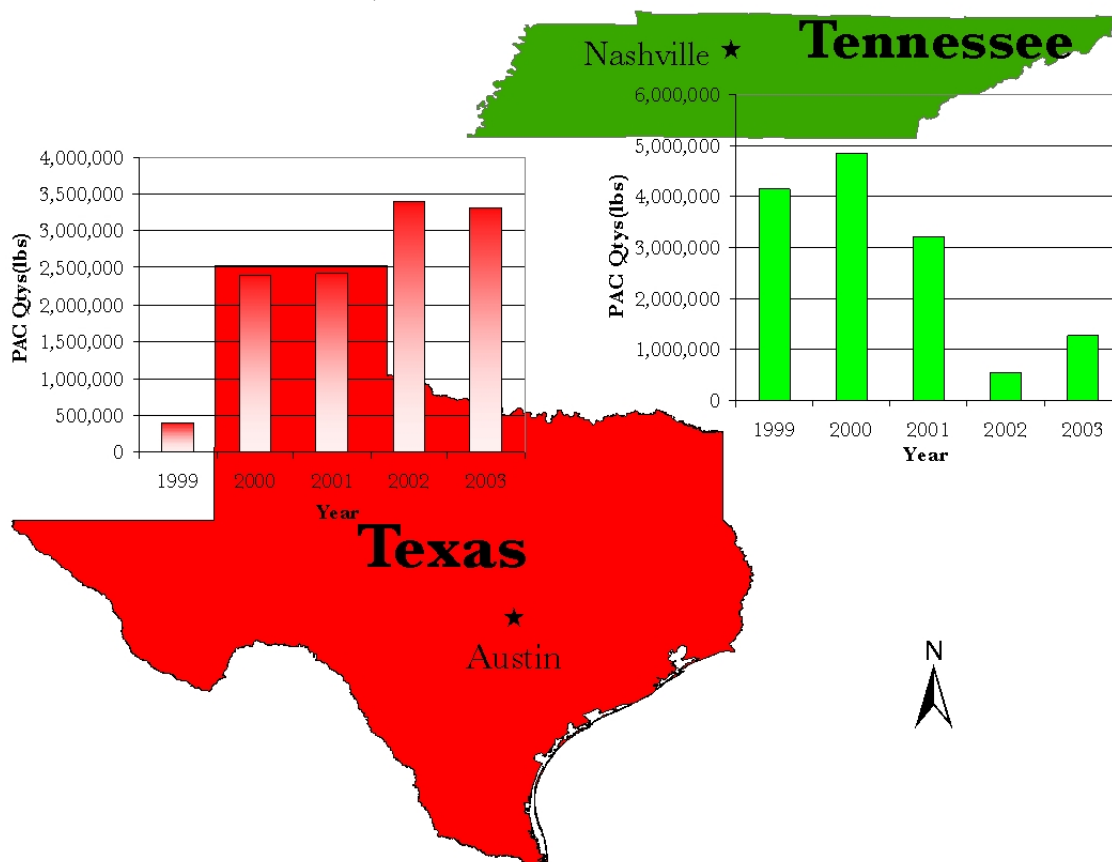 Tennessee
Nashville
6,000,000
5,000,000
4,000,000
3,000,000
2,000,000
1,000,000
0
PAC Qtys(lbs)
1999 2000 2001 2002 2003
Year
4,000,000
3,500,000
3,000,000
2,500,000
2,000,000
1,500,000
1,000,000
500,000
0
PAC Qtys(lbs)
1999 2000 2001 2002 2003
Year
Texas
Austin
N